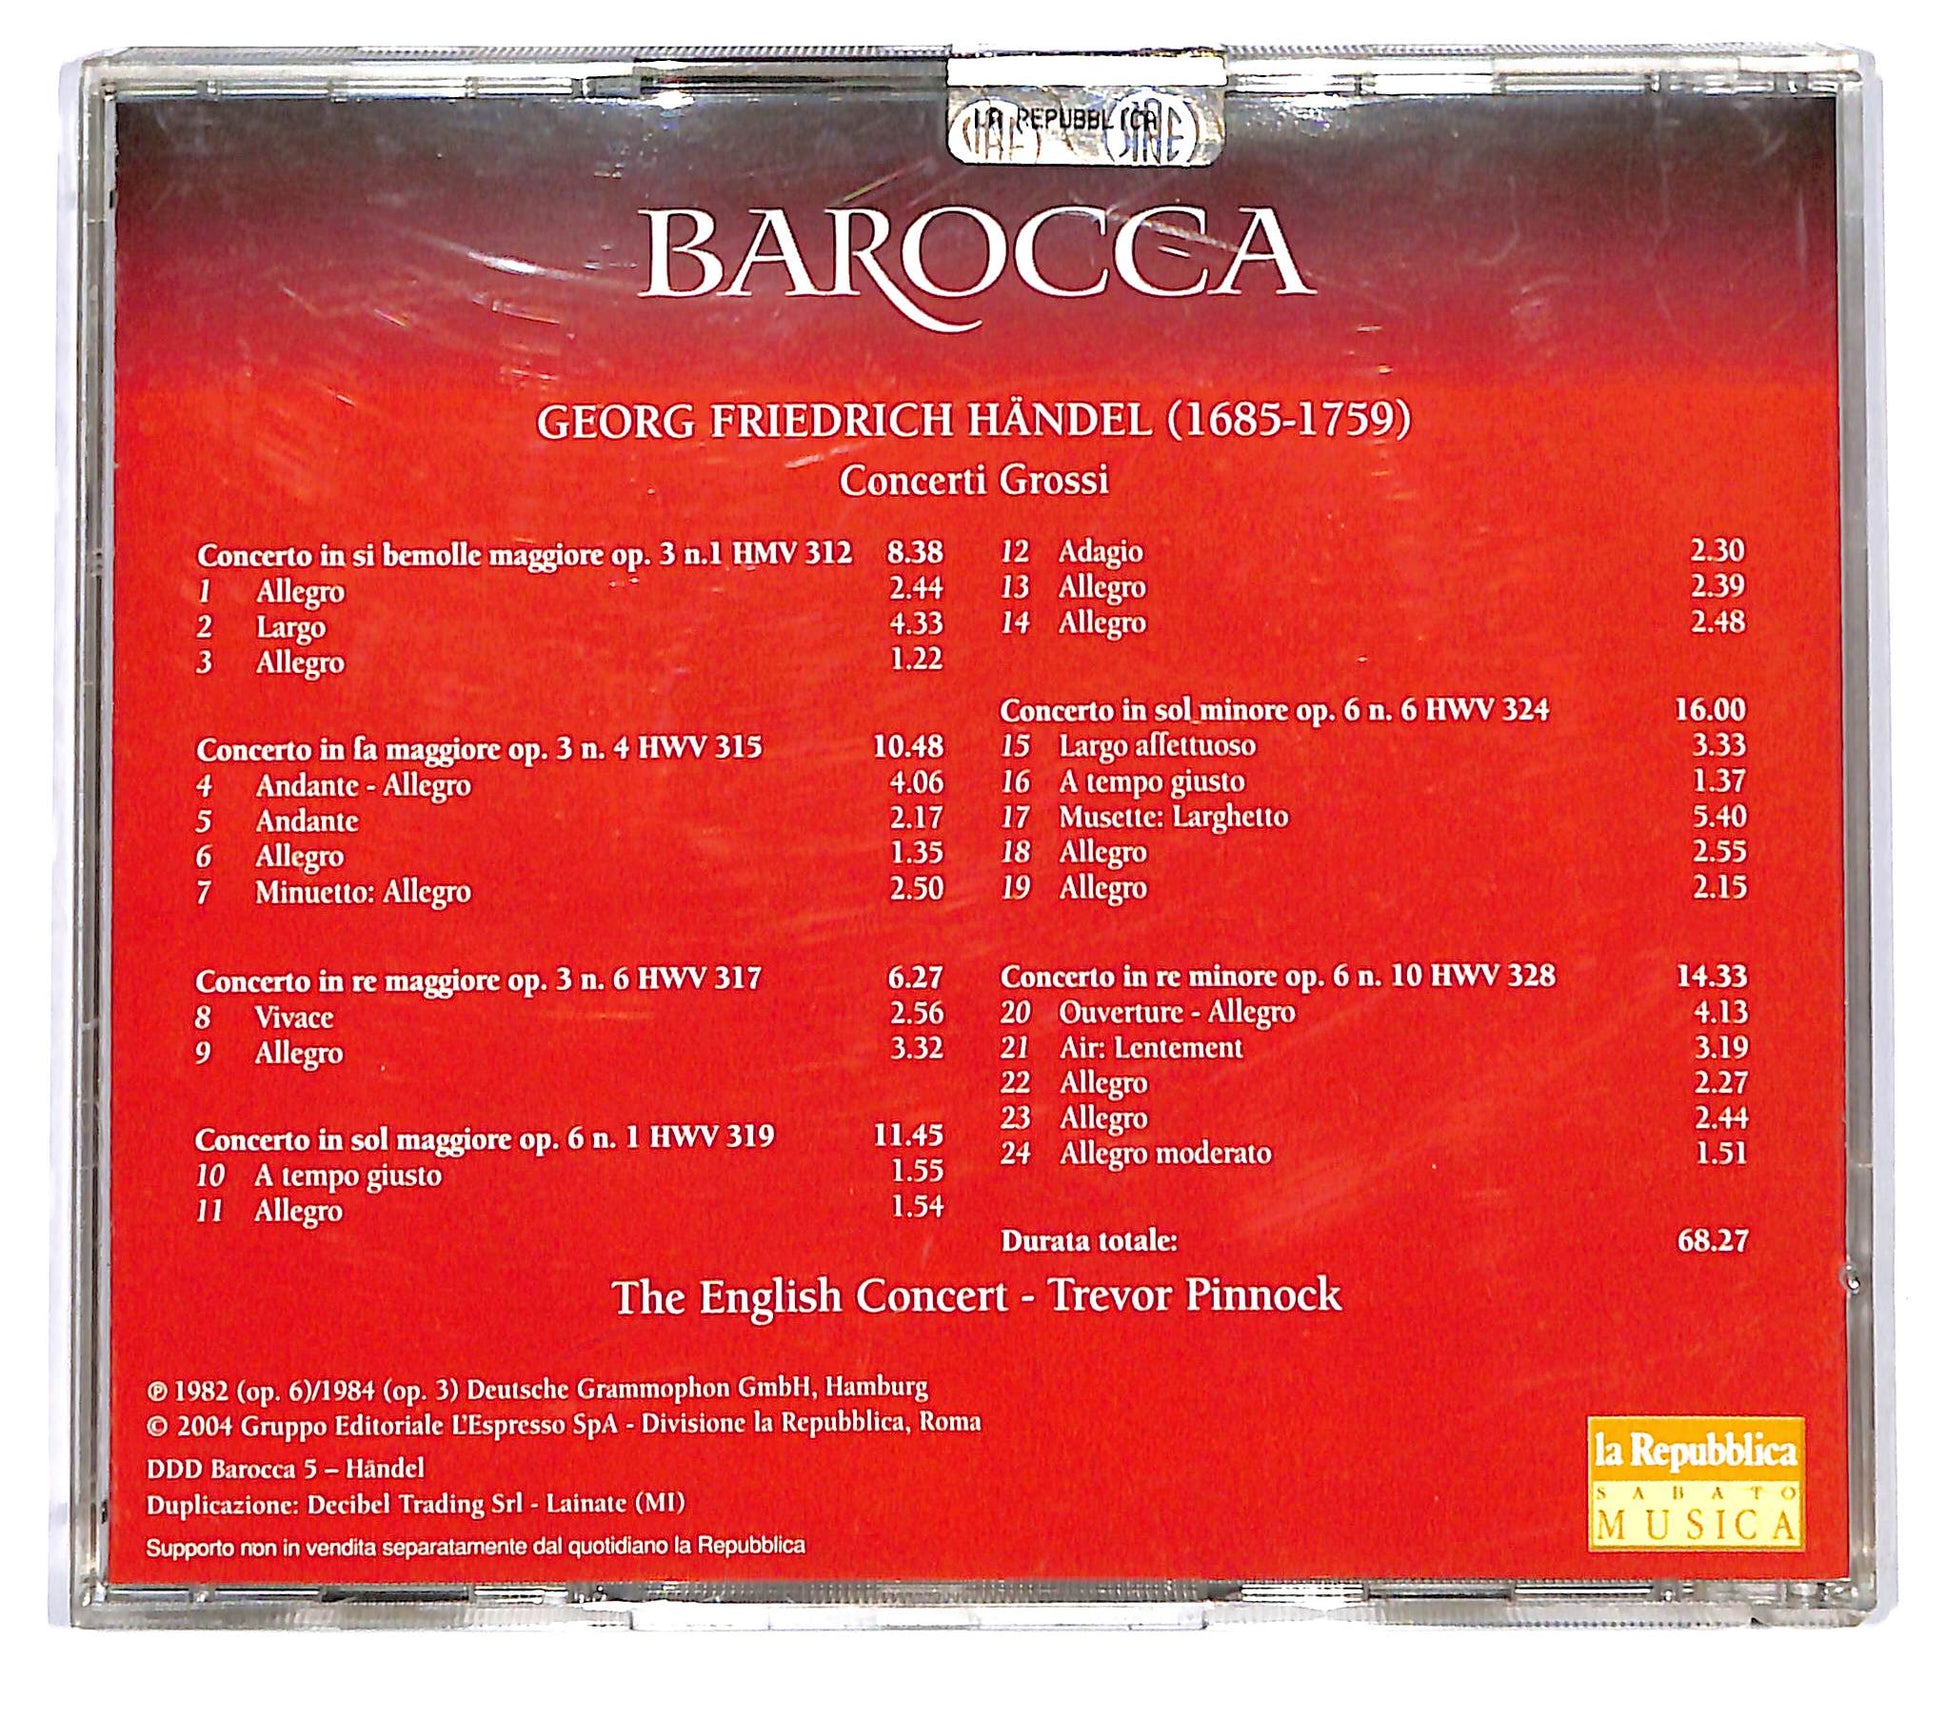 LA REPUBBLICA
BAROCCA
GEORG FRIEDRICH HÄNDEL (1685-1759)
Concerti Grossi
Concerto in si bemolle maggiore op. 3 n.1 HMV 312 8.38
1 Allegro 2.44
2 Largo 4.33
3 Allegro 1.22
Concerto in fa maggiore op. 3 n. 4 HWV 315 10.48
4 Andante - Allegro 4.06
5 Andante 2.17
6 Allegro 1.35
7 Minuetto: Allegro 2.50
Concerto in re maggiore op. 3 n. 6 HWV 317 6.27
8 Vivace 2.56
9 Allegro 3.32
Concerto in sol maggiore op. 6 n. 1 HWV 319 11.45
10 A tempo giusto 1.55
11 Allegro 1.54
12 Adagio 2.30
13 Allegro 2.39
14 Allegro 2.48
Concerto in sol minore op. 6 n. 6 HWV 324 16.00
15 Largo affettuoso 3.33
16 A tempo giusto 1.37
17 Musette: Larghetto 5.40
18 Allegro 2.55
19 Allegro 2.15
Concerto in re minore op. 6 n. 10 HWV 328 14.33
20 Ouverture - Allegro 4.13
21 Air: Lentement 3.19
22 Allegro 2.27
23 Allegro 2.44
24 Allegro moderato 1.51
Durata totale: 68.27
The English Concert - Trevor Pinnock
℗ 1982 (op. 6)/1984 (op. 3) Deutsche Grammophon GmbH, Hamburg
© 2004 Gruppo Editoriale L'Espresso SpA - Divisione la Repubblica, Roma
DDD Barocca 5 – Händel
Duplicazione: Decibel Trading Srl - Lainate (MI)
Supporto non in vendita separatamente dal quotidiano la Repubblica
la Repubblica
SABATO
MUSICA